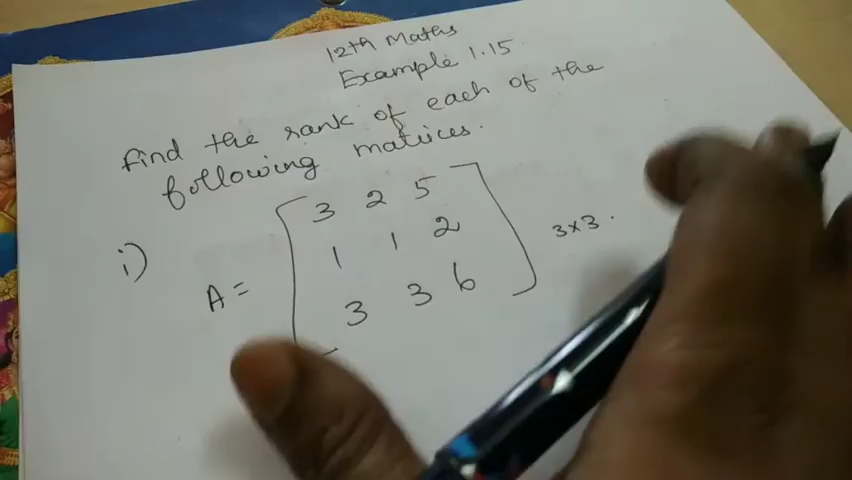 12th Maths
Example 1.15
Find the rank of each of the
following matrices.
i) A = [ 3 2 5
1 1 2
3 3 6 ] 3×3.